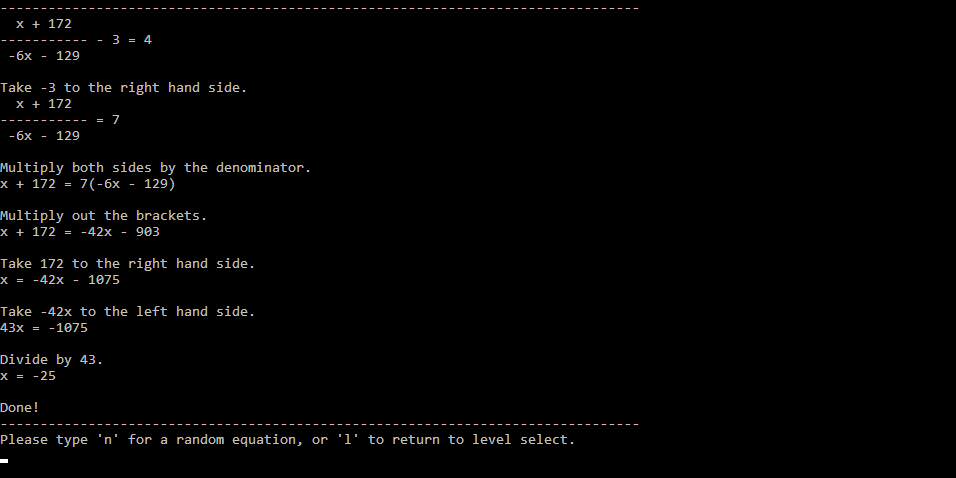 --------------------------------------------------------------------------------
  x + 172
----------- - 3 = 4
 -6x - 129

Take -3 to the right hand side.
  x + 172
----------- = 7
 -6x - 129

Multiply both sides by the denominator.
x + 172 = 7(-6x - 129)

Multiply out the brackets.
x + 172 = -42x - 903

Take 172 to the right hand side.
x = -42x - 1075

Take -42x to the left hand side.
43x = -1075

Divide by 43.
x = -25

Done!
--------------------------------------------------------------------------------
Please type 'n' for a random equation, or 'l' to return to level select.